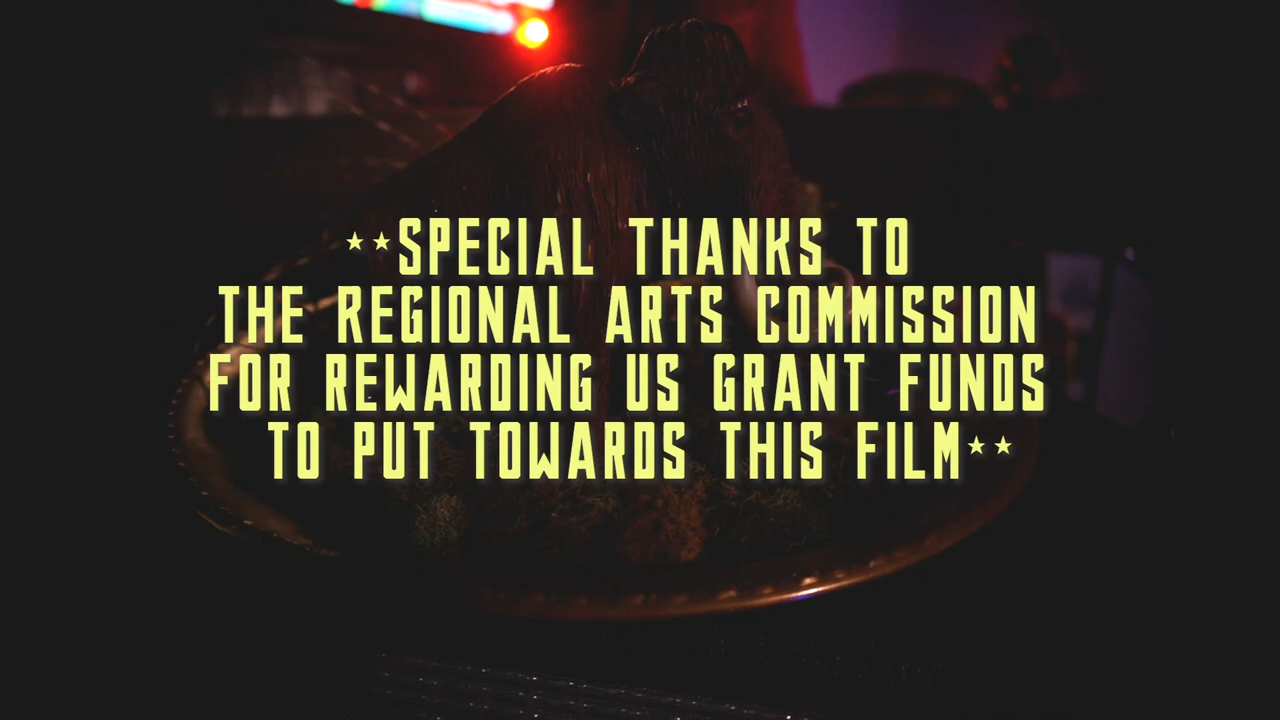 **SPECIAL THANKS TO
THE REGIONAL ARTS COMMISSION
FOR REWARDING US GRANT FUNDS
TO PUT TOWARDS THIS FILM**